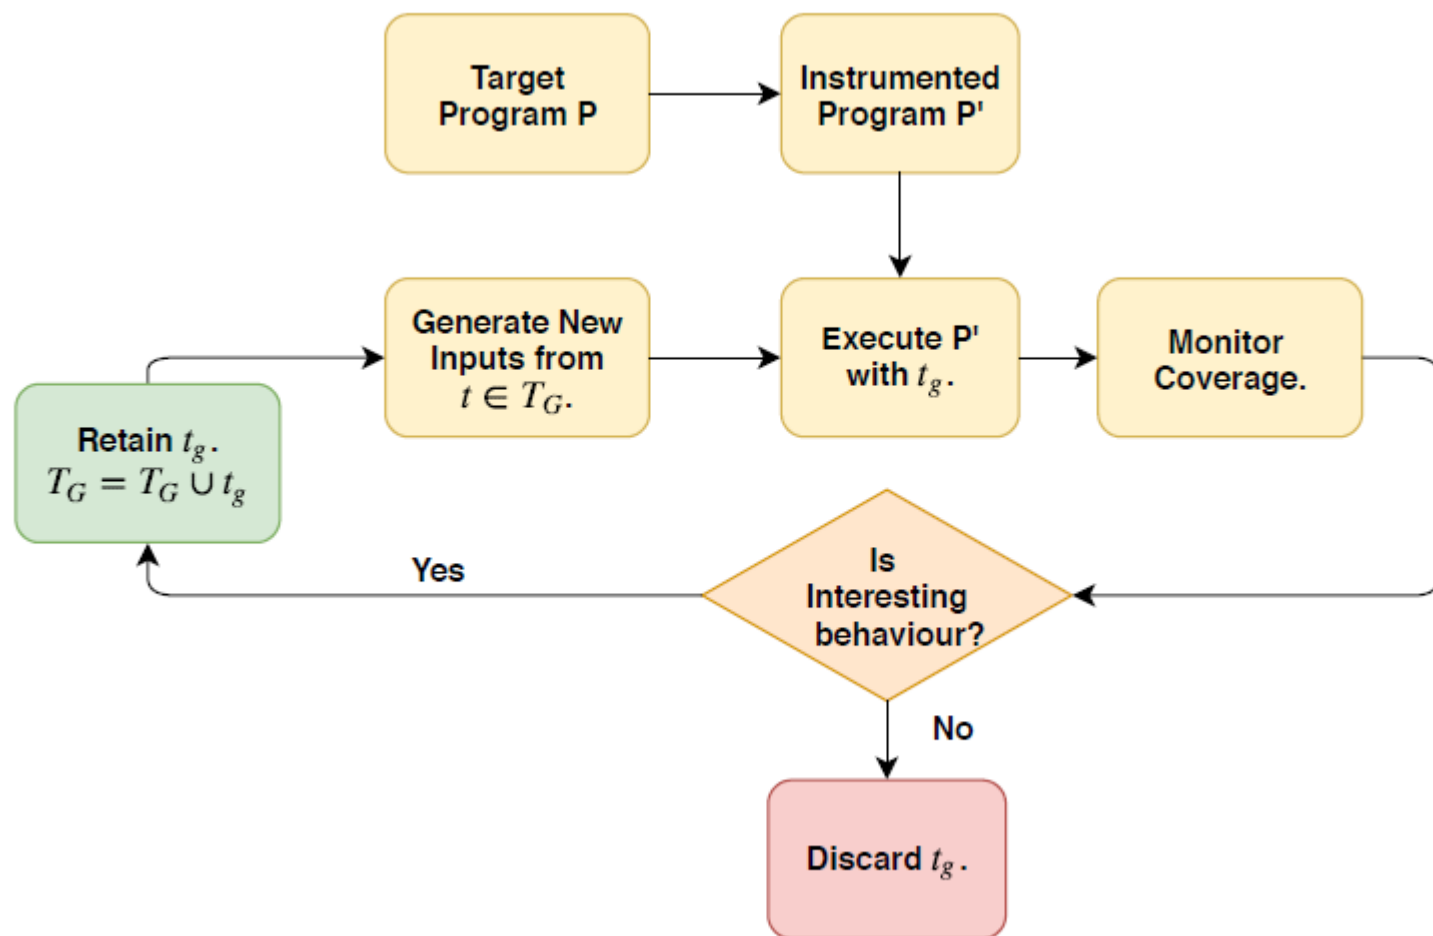 Target
Program P
Instrumented
Program P'
Generate New
Inputs from
t ∈ T_G.
Execute P'
with t_g.
Monitor
Coverage.
Retain t_g.
T_G = T_G ∪ t_g
Yes
Is
Interesting
behaviour?
No
Discard t_g.